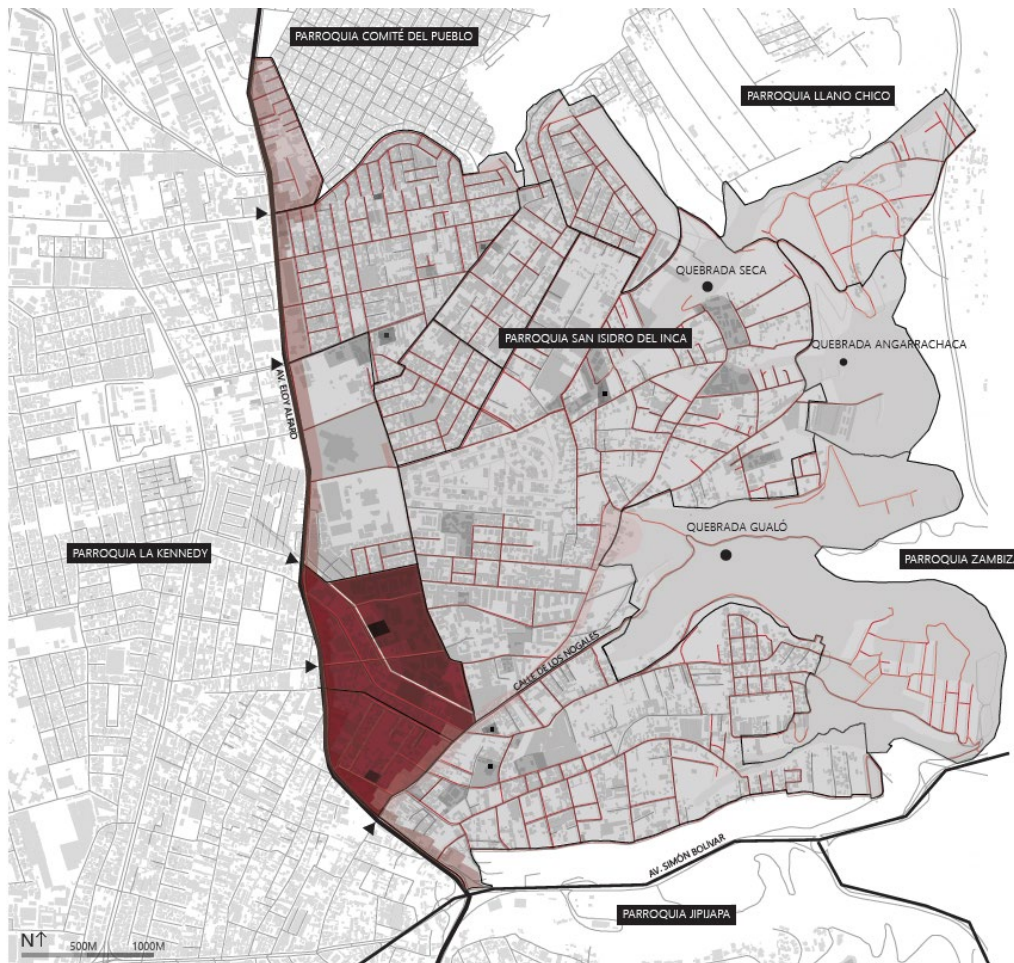 PARROQUIA COMITÉ DEL PUEBLO
PARROQUIA LLANO CHICO
QUEBRADA SECA
PARROQUIA SAN ISIDRO DEL INCA
QUEBRADA ANGARRACHACA
AV. ELOY ALFARO
QUEBRADA GUALÓ
PARROQUIA LA KENNEDY
PARROQUIA ZAMBIZ
CALLE DE LOS NOGALES
AV. SIMÓN BOLIVAR
PARROQUIA JIPIJAPA
N↑
500M
1000M